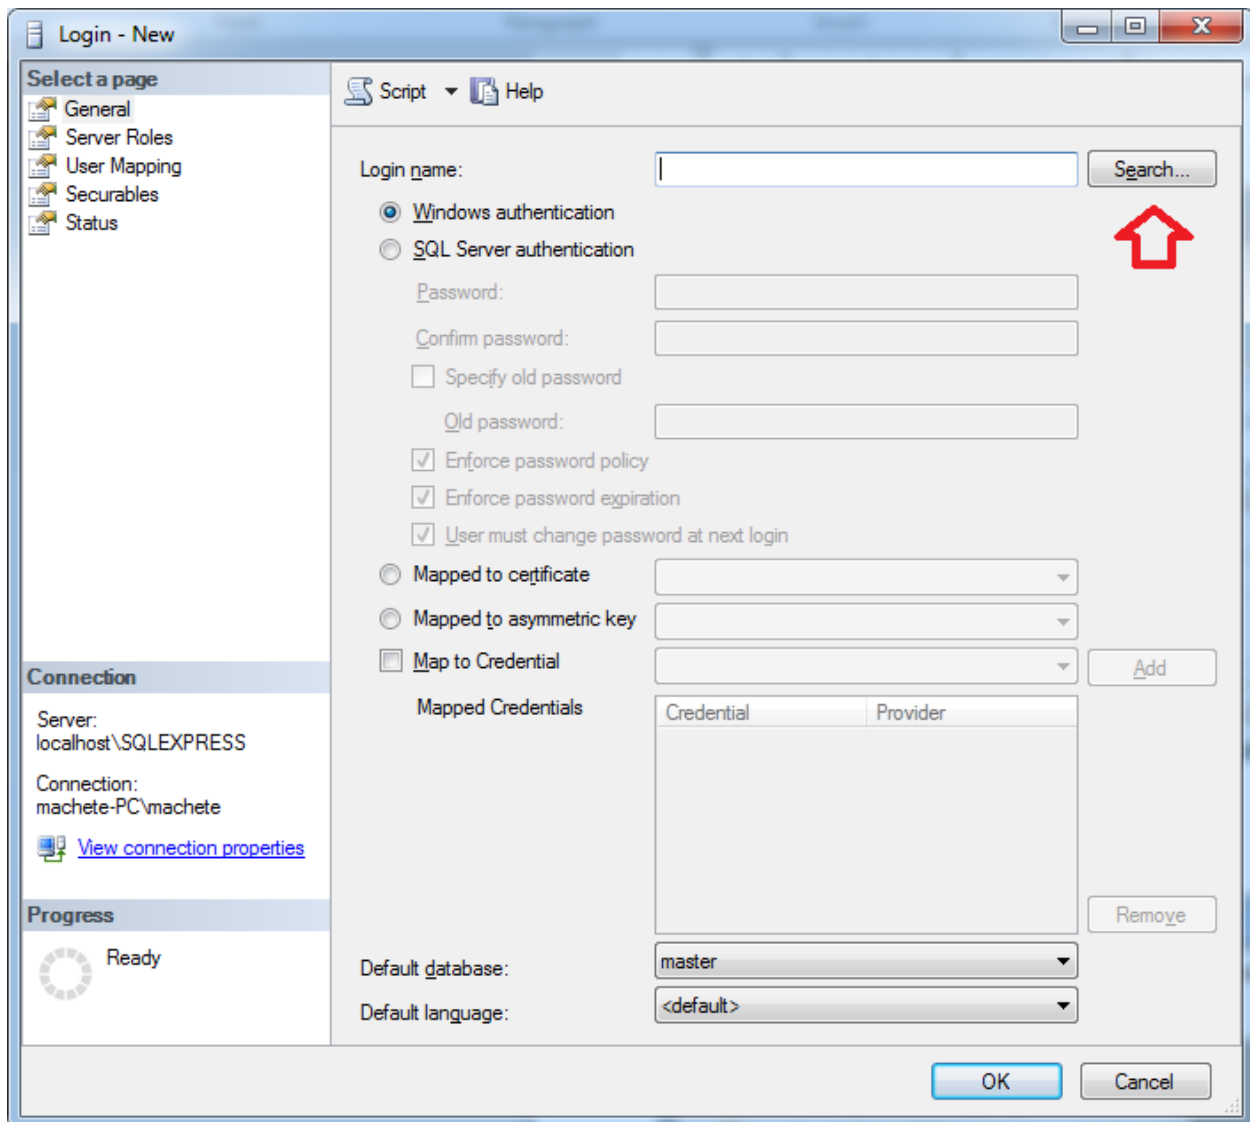 Login - New
Select a page
General
Server Roles
User Mapping
Securables
Status
Connection
Server:
localhost\SQLEXPRESS
Connection:
machete-PC\machete
View connection properties
Progress
Ready
Script Help
Login name: Search...
Windows authentication
SQL Server authentication
Password:
Confirm password:
Specify old password
Old password:
Enforce password policy
Enforce password expiration
User must change password at next login
Mapped to certificate
Mapped to asymmetric key
Map to Credential Add
Mapped Credentials Credential Provider
Remove
Default database: master
Default language: <default>
OK Cancel